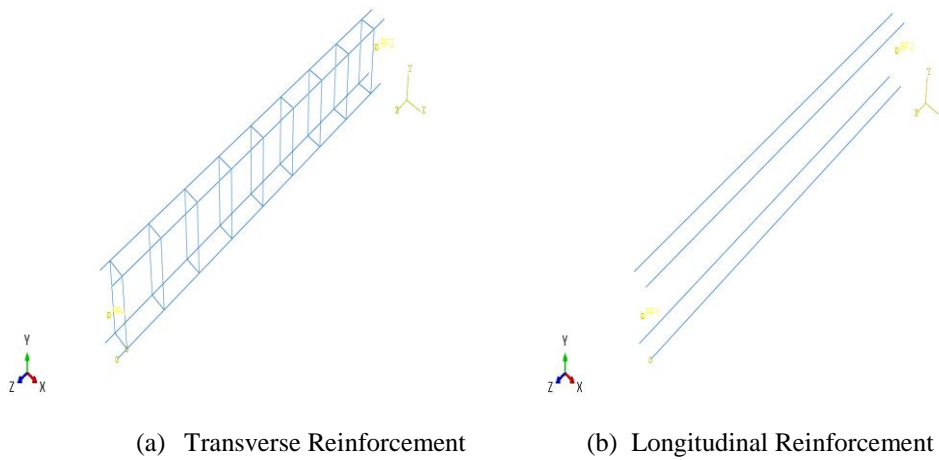 Y
Z X
Y
Z X
(a) Transverse Reinforcement
(b) Longitudinal Reinforcement